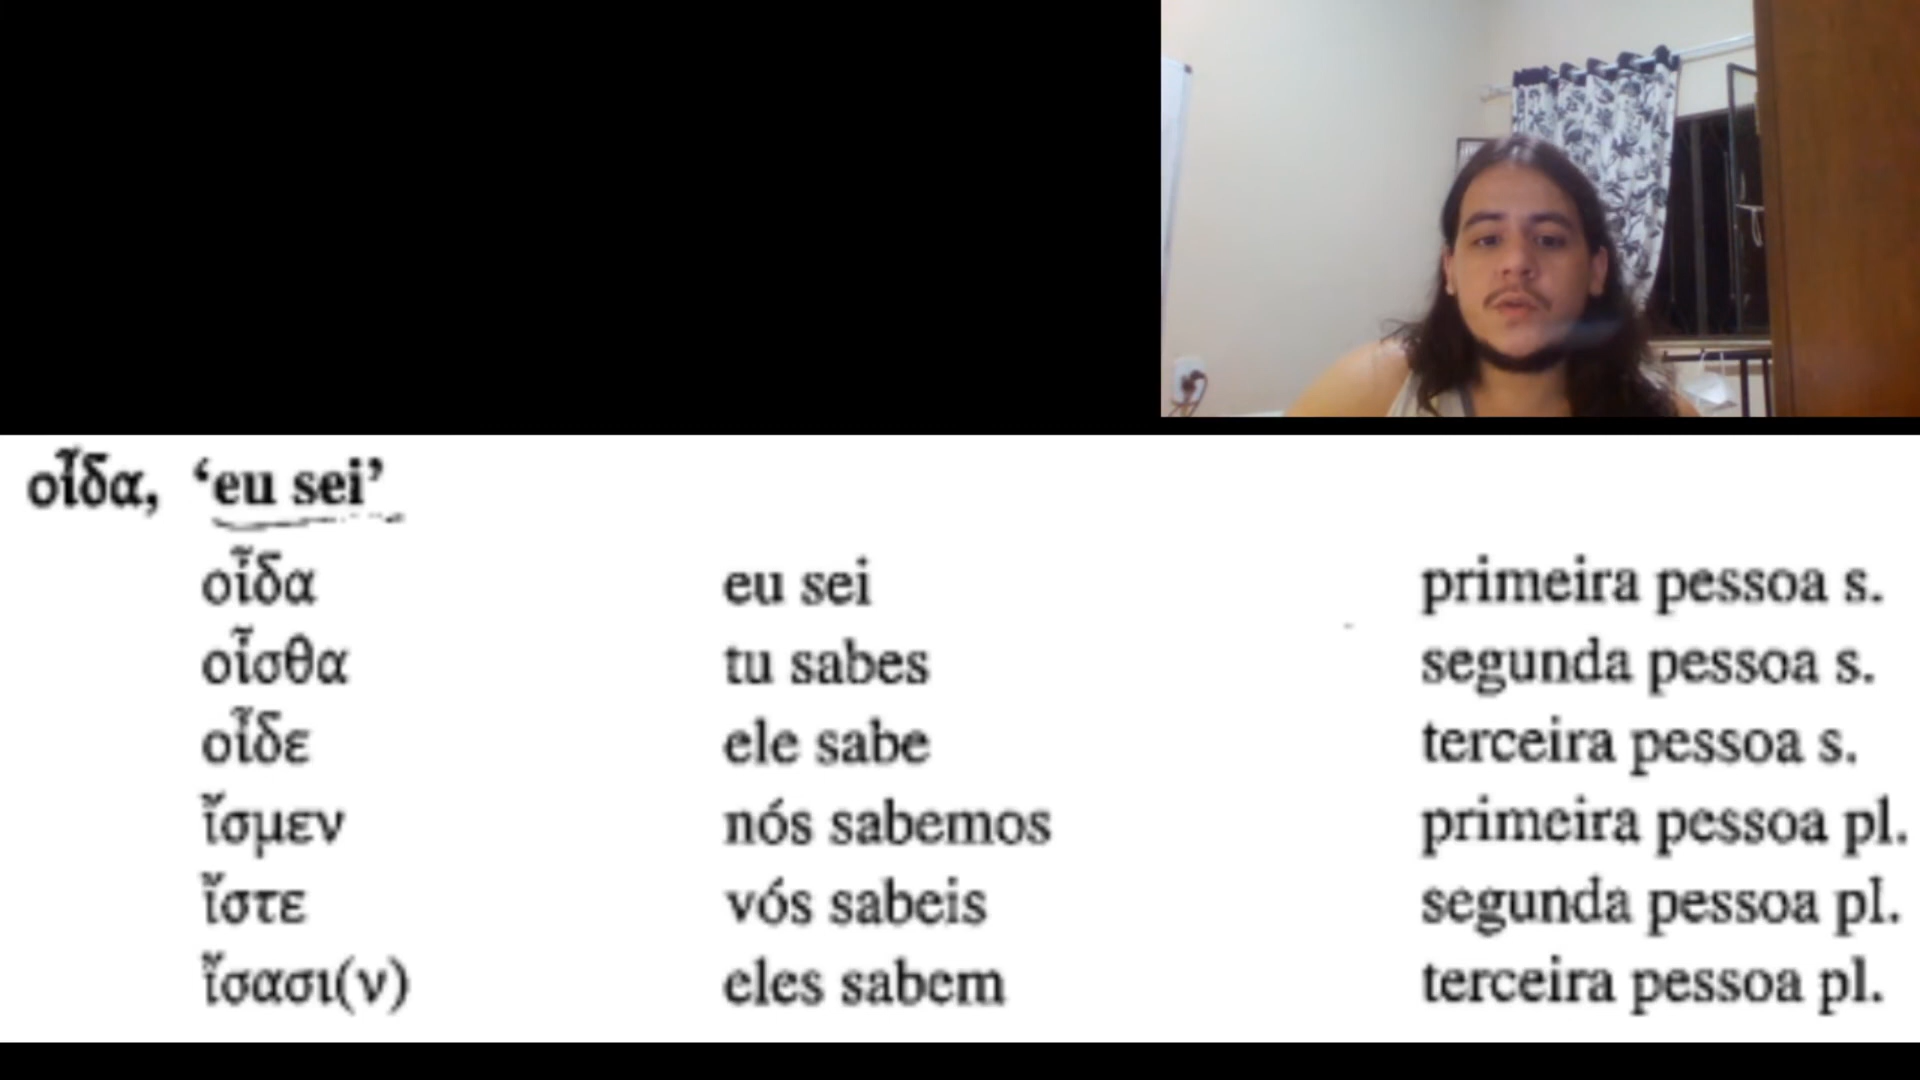 οἶδα, ‘eu sei’
οἶδα eu sei primeira pessoa s.
οἶσθα tu sabes segunda pessoa s.
οἶδε ele sabe terceira pessoa s.
ἴσμεν nós sabemos primeira pessoa pl.
ἴστε vós sabeis segunda pessoa pl.
ἴσασι(ν) eles sabem terceira pessoa pl.